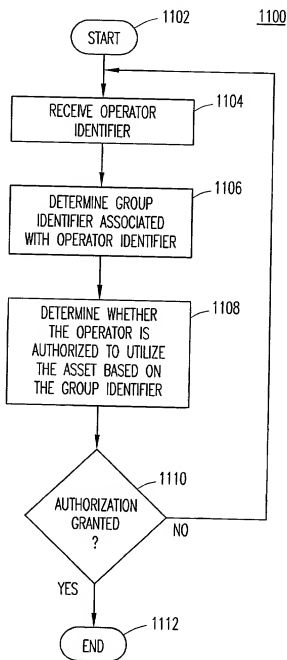 1102
1100
START
1104
RECEIVE OPERATOR
IDENTIFIER
1106
DETERMINE GROUP
IDENTIFIER ASSOCIATED
WITH OPERATOR IDENTIFIER
1108
DETERMINE WHETHER
THE OPERATOR IS
AUTHORIZED TO UTILIZE
THE ASSET BASED ON
THE GROUP IDENTIFIER
1110
AUTHORIZATION
GRANTED
?
NO
YES
1112
END